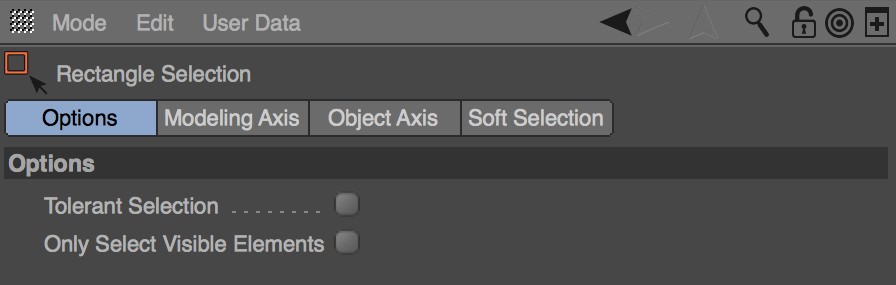 Mode Edit User Data
Rectangle Selection
Options Modeling Axis Object Axis Soft Selection
Options
Tolerant Selection . . . . . . . .
Only Select Visible Elements